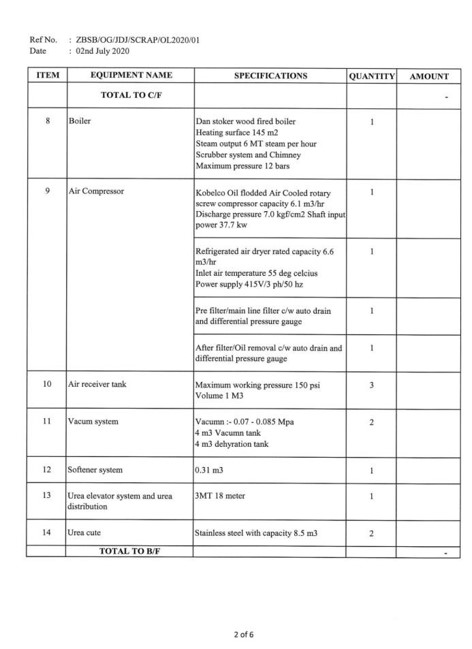 Ref No. : ZBSB/OG/JDJ/SCRAP/OL2020/01
Date : 02nd July 2020
ITEM EQUIPMENT NAME SPECIFICATIONS QUANTITY AMOUNT
TOTAL TO C/F -
8 Boiler Dan stoker wood fired boiler 1
Heating surface 145 m2
Steam output 6 MT steam per hour
Scrubber system and Chimney
Maximum pressure 12 bars
9 Air Compressor Kobelco Oil flodded Air Cooled rotary 1
screw compressor capacity 6.1 m3/hr
Discharge pressure 7.0 kgf/cm2 Shaft input
power 37.7 kw
Refrigerated air dryer rated capacity 6.6 1
m3/hr
Inlet air temperature 55 deg celcius
Power supply 415V/3 ph/50 hz
Pre filter/main line filter c/w auto drain 1
and differential pressure gauge
After filter/Oil removal c/w auto drain and 1
differential pressure gauge
10 Air receiver tank Maximum working pressure 150 psi 3
Volume 1 M3
11 Vacum system Vacumn :- 0.07 - 0.085 Mpa 2
4 m3 Vacumn tank
4 m3 dehyration tank
12 Softener system 0.31 m3 1
13 Urea elevator system and urea 3MT 18 meter 1
distribution
14 Urea cute Stainless steel with capacity 8.5 m3 2
TOTAL TO B/F -
2 of 6